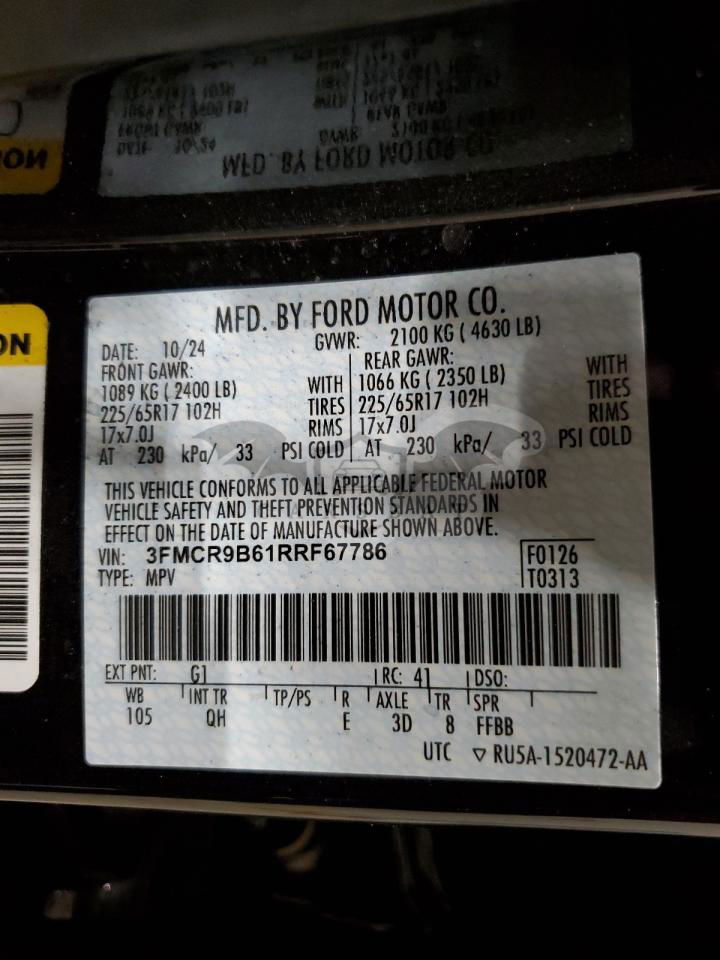 MFD. BY FORD MOTOR CO
ON
MFD. BY FORD MOTOR CO.
DATE: 10/24 GVWR: 2100 KG ( 4630 LB)
FRONT GAWR: REAR GAWR:
1089 KG ( 2400 LB) WITH 1066 KG ( 2350 LB) WITH
225/65R17 102H TIRES 225/65R17 102H TIRES
17x7.0J RIMS 17x7.0J RIMS
AT 230 kPa/ 33 PSI COLD AT 230 kPa/ 33 PSI COLD
THIS VEHICLE CONFORMS TO ALL APPLICABLE FEDERAL MOTOR
VEHICLE SAFETY AND THEFT PREVENTION STANDARDS IN
EFFECT ON THE DATE OF MANUFACTURE SHOWN ABOVE.
VIN: 3FMCR9B61RRF67786 F0126
TYPE: MPV T0313
EXT PNT: G1 RC: 41 DSO:
WB INT TR TP/PS R AXLE TR SPR
105 QH E 3D 8 FFBB
UTC ▽ RU5A-1520472-AA